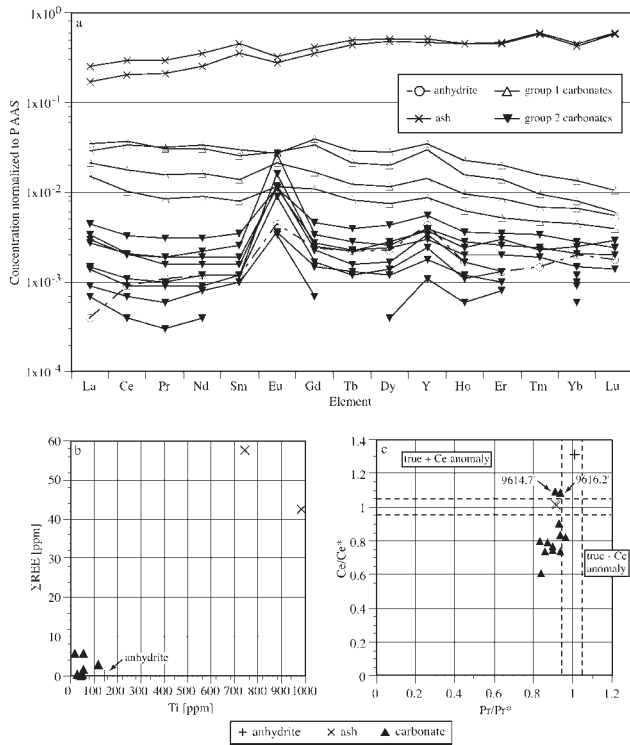 a
1x10⁰
1x10⁻¹
1x10⁻²
1x10⁻³
1x10⁻⁴
Concentration normalized to PAAS
anhydrite
group 1 carbonates
ash
group 2 carbonates
La Ce Pr Nd Sm Eu Gd Tb Dy Y Ho Er Tm Yb Lu
Element
b
60
50
40
30
20
10
0
ΣREE [ppm]
anhydrite
0 100 200 300 400 500 600 700 800 900 1000
Ti [ppm]
c
1.4
1.2
1
0.8
0.6
0.4
0.2
0
Ce/Ce*
true + Ce anomaly
9614.7'
9616.2'
true - Ce
anomaly
0 0.2 0.4 0.6 0.8 1 1.2
Pr/Pr*
anhydrite ash carbonate